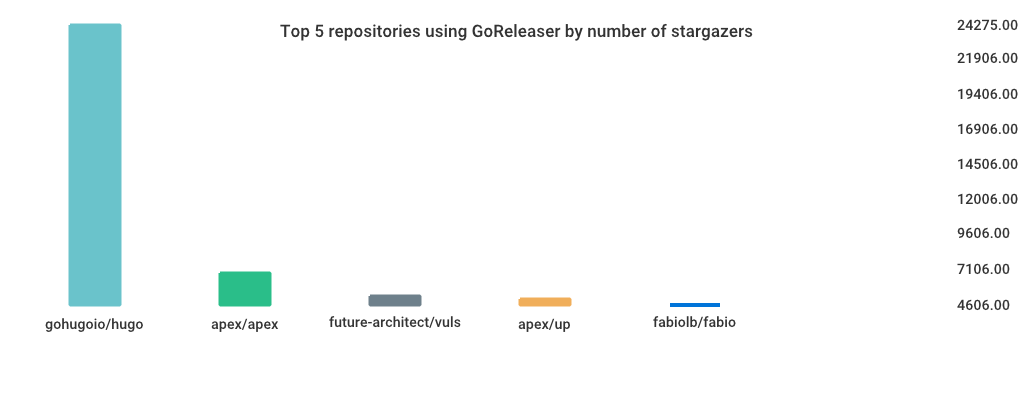 Top 5 repositories using GoReleaser by number of stargazers
24275.00
21906.00
19406.00
16906.00
14506.00
12006.00
9606.00
7106.00
4606.00
gohugoio/hugo
apex/apex
future-architect/vuls
apex/up
fabiolb/fabio